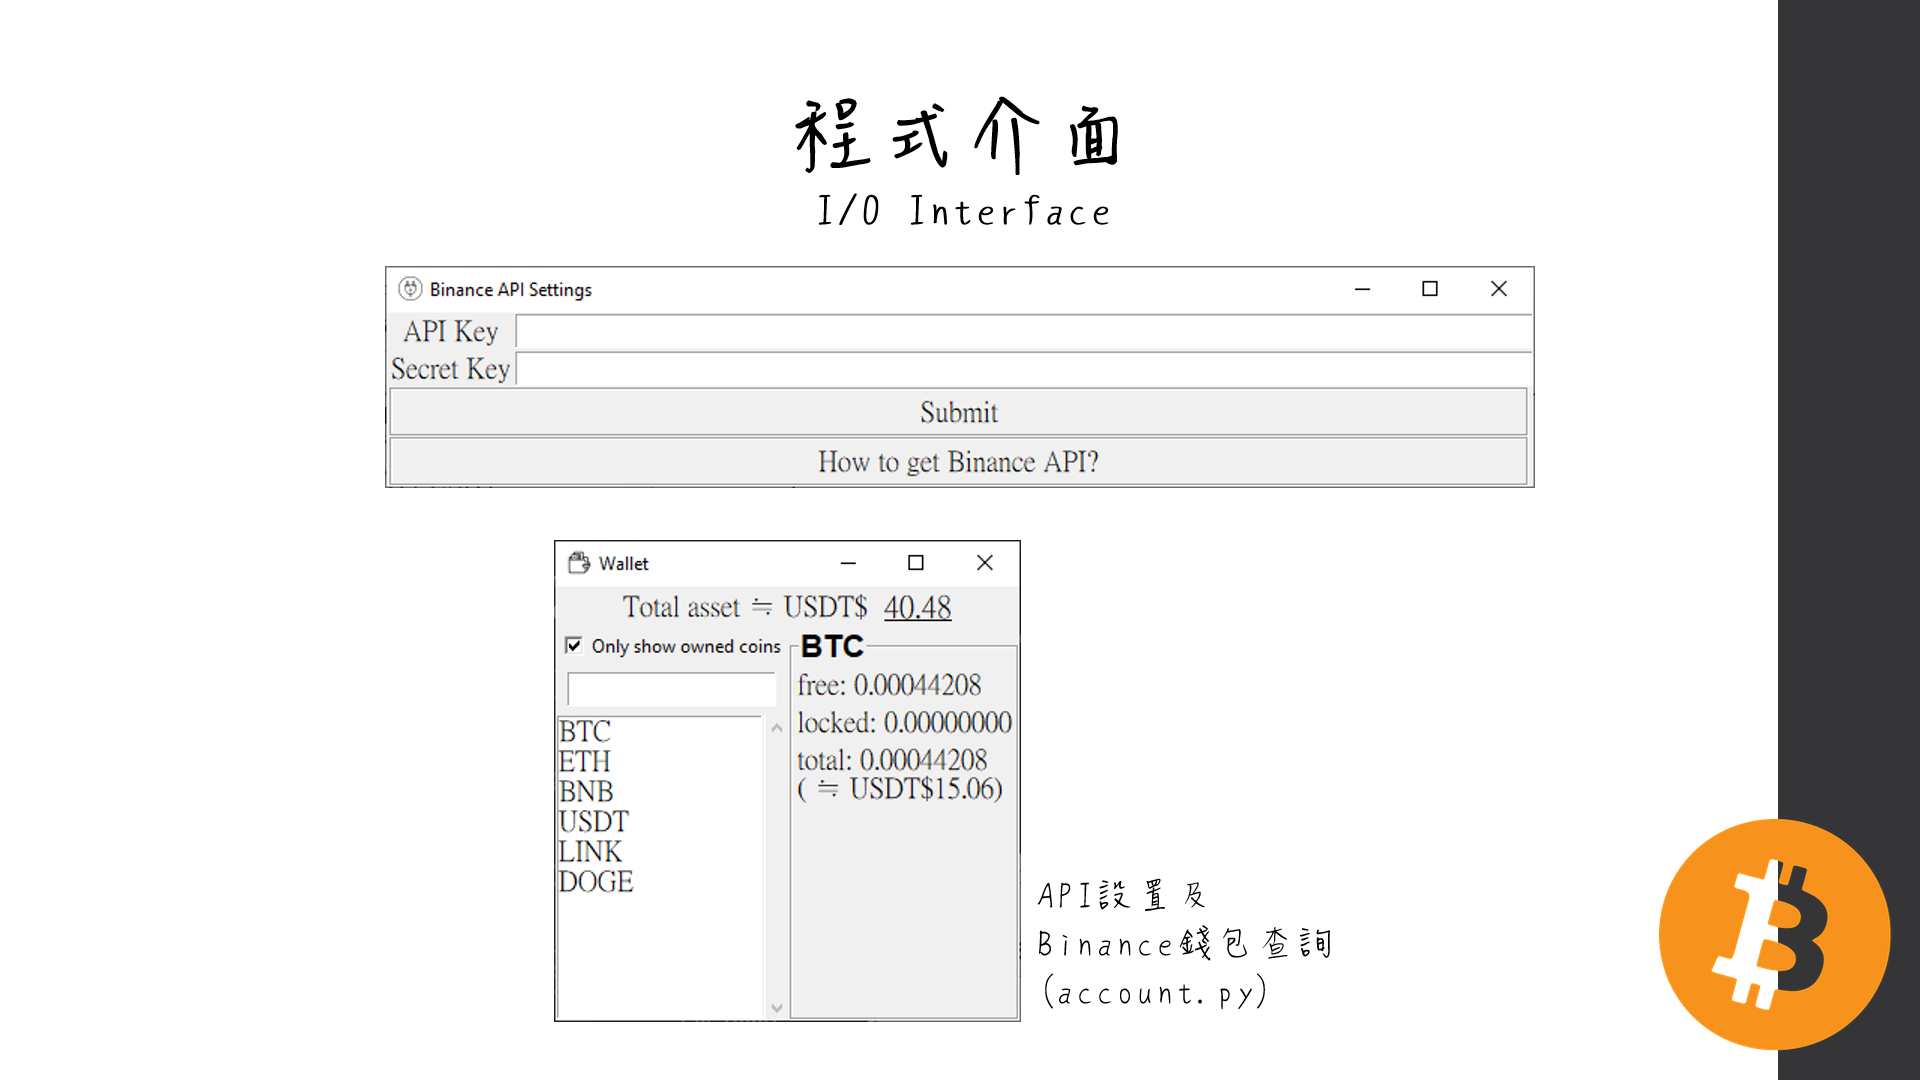 程式介面
I/O Interface
Binance API Settings
API Key
Secret Key
Submit
How to get Binance API?
Wallet
Total asset ≒ USDT$ 40.48
Only show owned coins
BTC
ETH
BNB
USDT
LINK
DOGE
BTC
free: 0.00044208
locked: 0.00000000
total: 0.00044208
( ≒ USDT$15.06)
API設置及
Binance錢包查詢
(account.py)